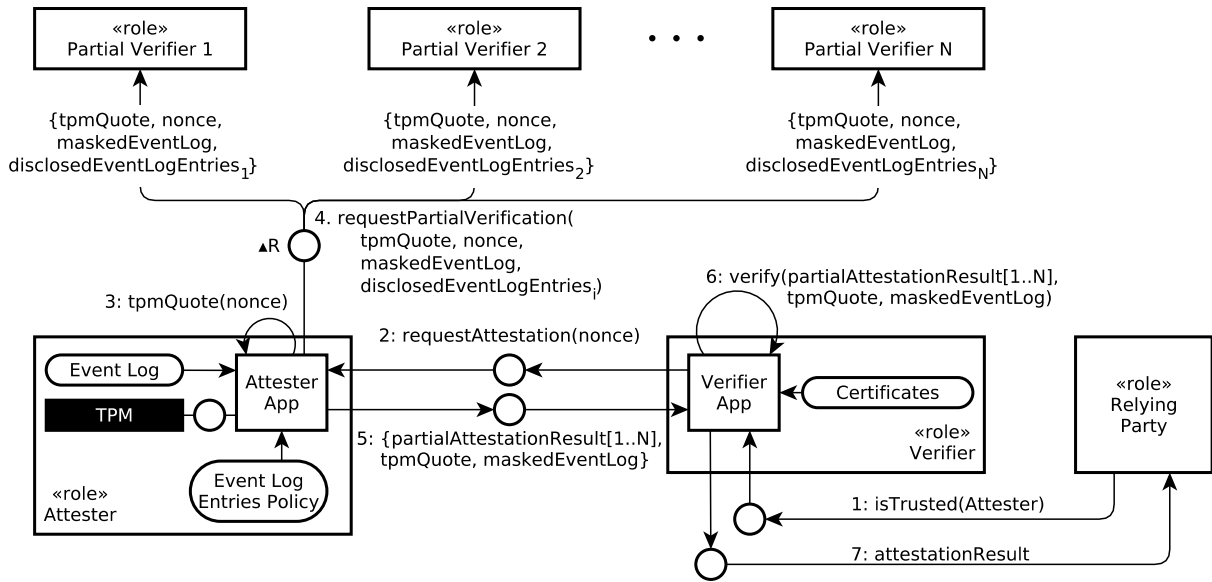 «role»
Partial Verifier 1
«role»
Partial Verifier 2
• • •
«role»
Partial Verifier N
{tpmQuote, nonce,
maskedEventLog,
disclosedEventLogEntries1}
{tpmQuote, nonce,
maskedEventLog,
disclosedEventLogEntries2}
{tpmQuote, nonce,
maskedEventLog,
disclosedEventLogEntriesN}
▲R
4. requestPartialVerification(
tpmQuote, nonce,
maskedEventLog,
disclosedEventLogEntriesi)
3: tpmQuote(nonce)
6: verify(partialAttestationResult[1..N],
tpmQuote, maskedEventLog)
2: requestAttestation(nonce)
Event Log
TPM
Attester
App
Event Log
Entries Policy
«role»
Attester
5: {partialAttestationResult[1..N],
tpmQuote, maskedEventLog}
Verifier
App
Certificates
«role»
Verifier
«role»
Relying
Party
1: isTrusted(Attester)
7: attestationResult